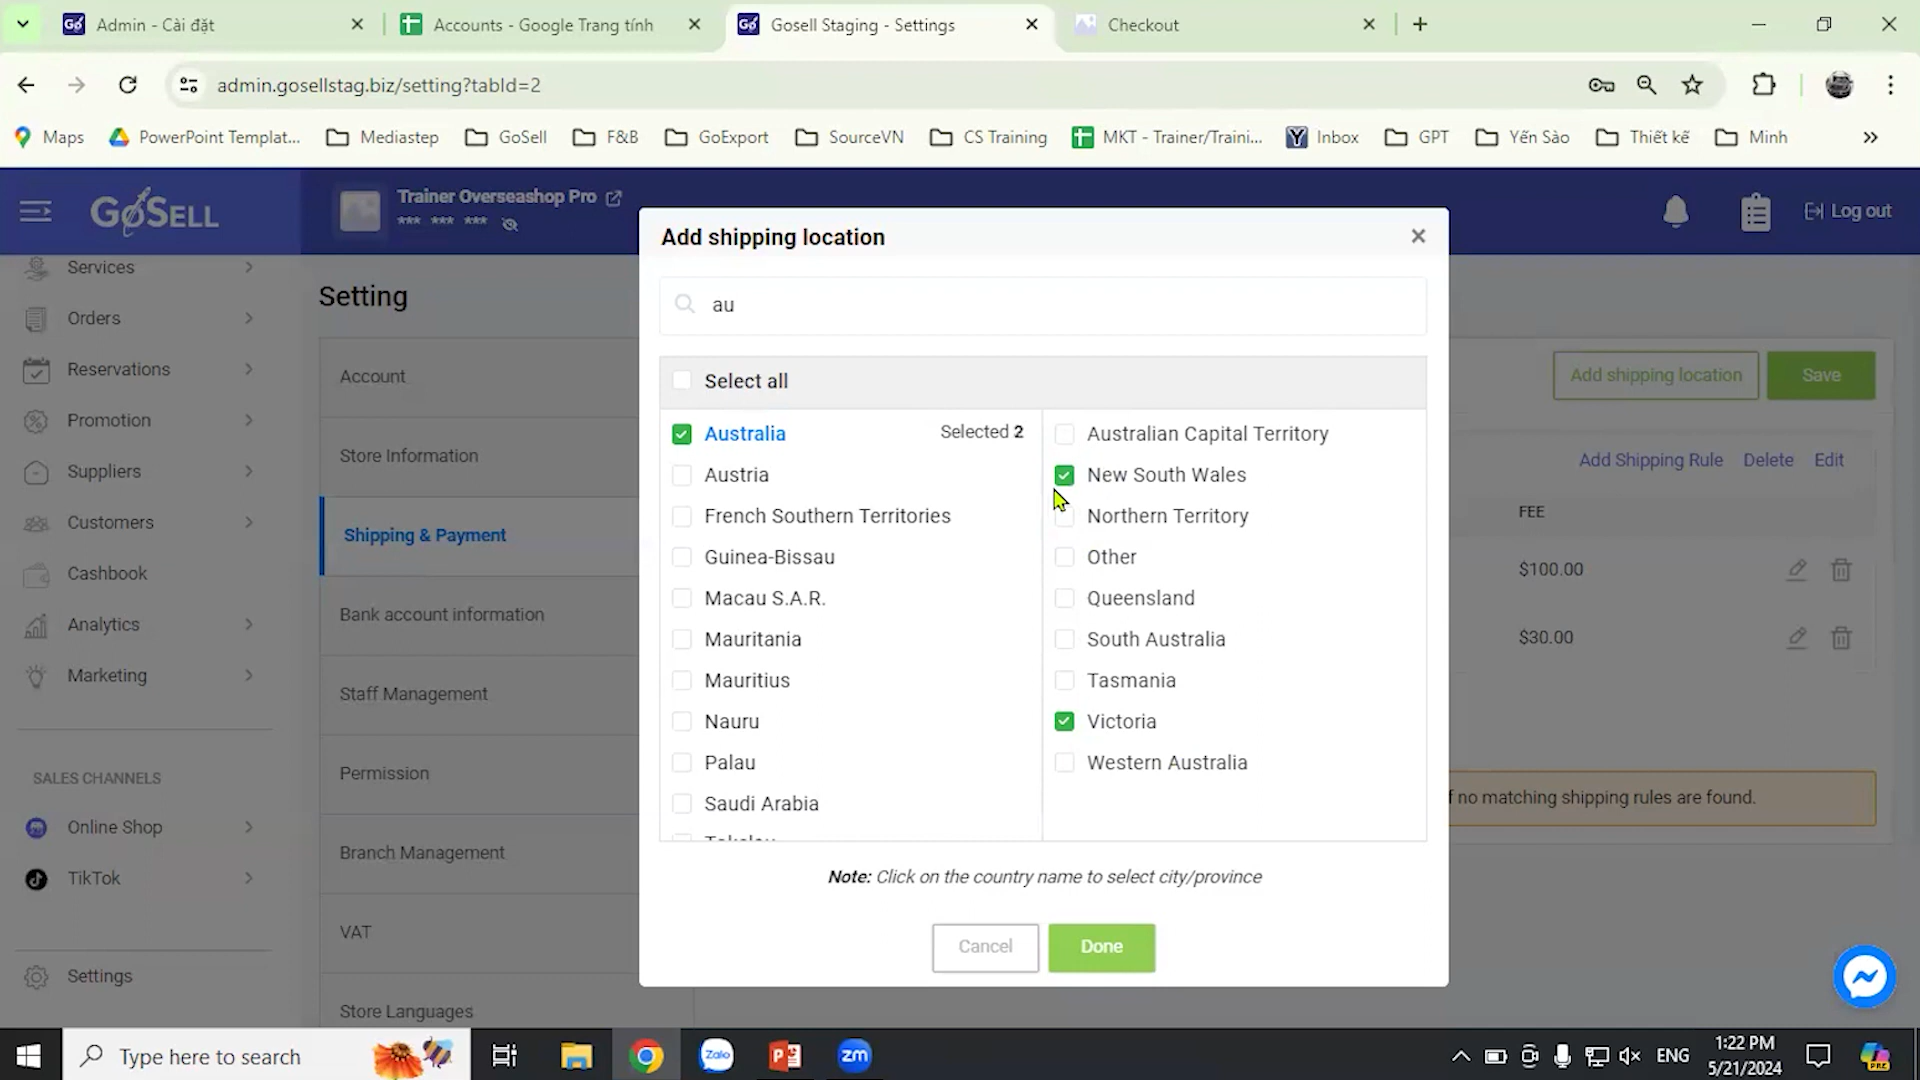 Admin - Cài đặt
Accounts - Google Trang tính
Gosell Staging - Settings
Checkout
admin.gosellstag.biz/setting?tabId=2
Maps
PowerPoint Templat...
Mediastep
GoSell
F&B
GoExport
SourceVN
CS Training
MKT - Trainer/Traini...
Inbox
GPT
Yến Sào
Thiết kế
Minh
GoSELL
Trainer Overseashop Pro
*** *** ***
Log out
Services
Orders
Reservations
Promotion
Suppliers
Customers
Cashbook
Analytics
Marketing
SALES CHANNELS
Online Shop
TikTok
Settings
Setting
Account
Store Information
Shipping & Payment
Bank account information
Staff Management
Permission
Branch Management
VAT
Store Languages
Add shipping location
au
Select all
Australia
Selected 2
Austria
French Southern Territories
Guinea-Bissau
Macau S.A.R.
Mauritania
Mauritius
Nauru
Palau
Saudi Arabia
Australian Capital Territory
New South Wales
Northern Territory
Other
Queensland
South Australia
Tasmania
Victoria
Western Australia
Note: Click on the country name to select city/province
Cancel
Done
Add shipping location
Save
Add Shipping Rule
Delete
Edit
FEE
$100.00
$30.00
f no matching shipping rules are found.
Type here to search
Zalo
zm
ENG
1:22 PM
5/21/2024
PRE